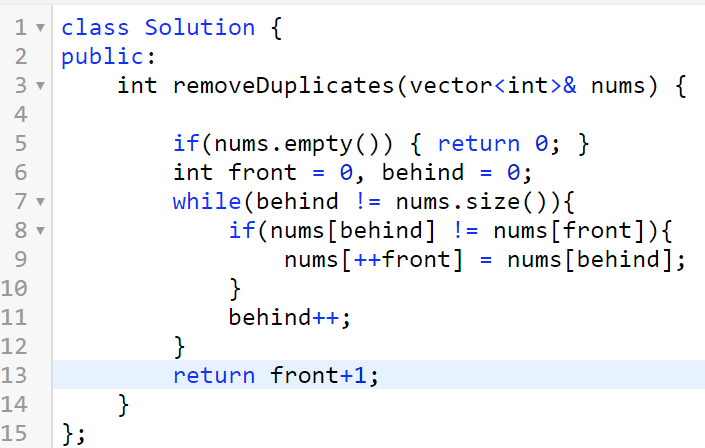 1 class Solution {
2 public:
3     int removeDuplicates(vector<int>& nums) {
4
5         if(nums.empty()) { return 0; }
6         int front = 0, behind = 0;
7         while(behind != nums.size()){
8             if(nums[behind] != nums[front]){
9                 nums[++front] = nums[behind];
10             }
11             behind++;
12         }
13         return front+1;
14     }
15 };